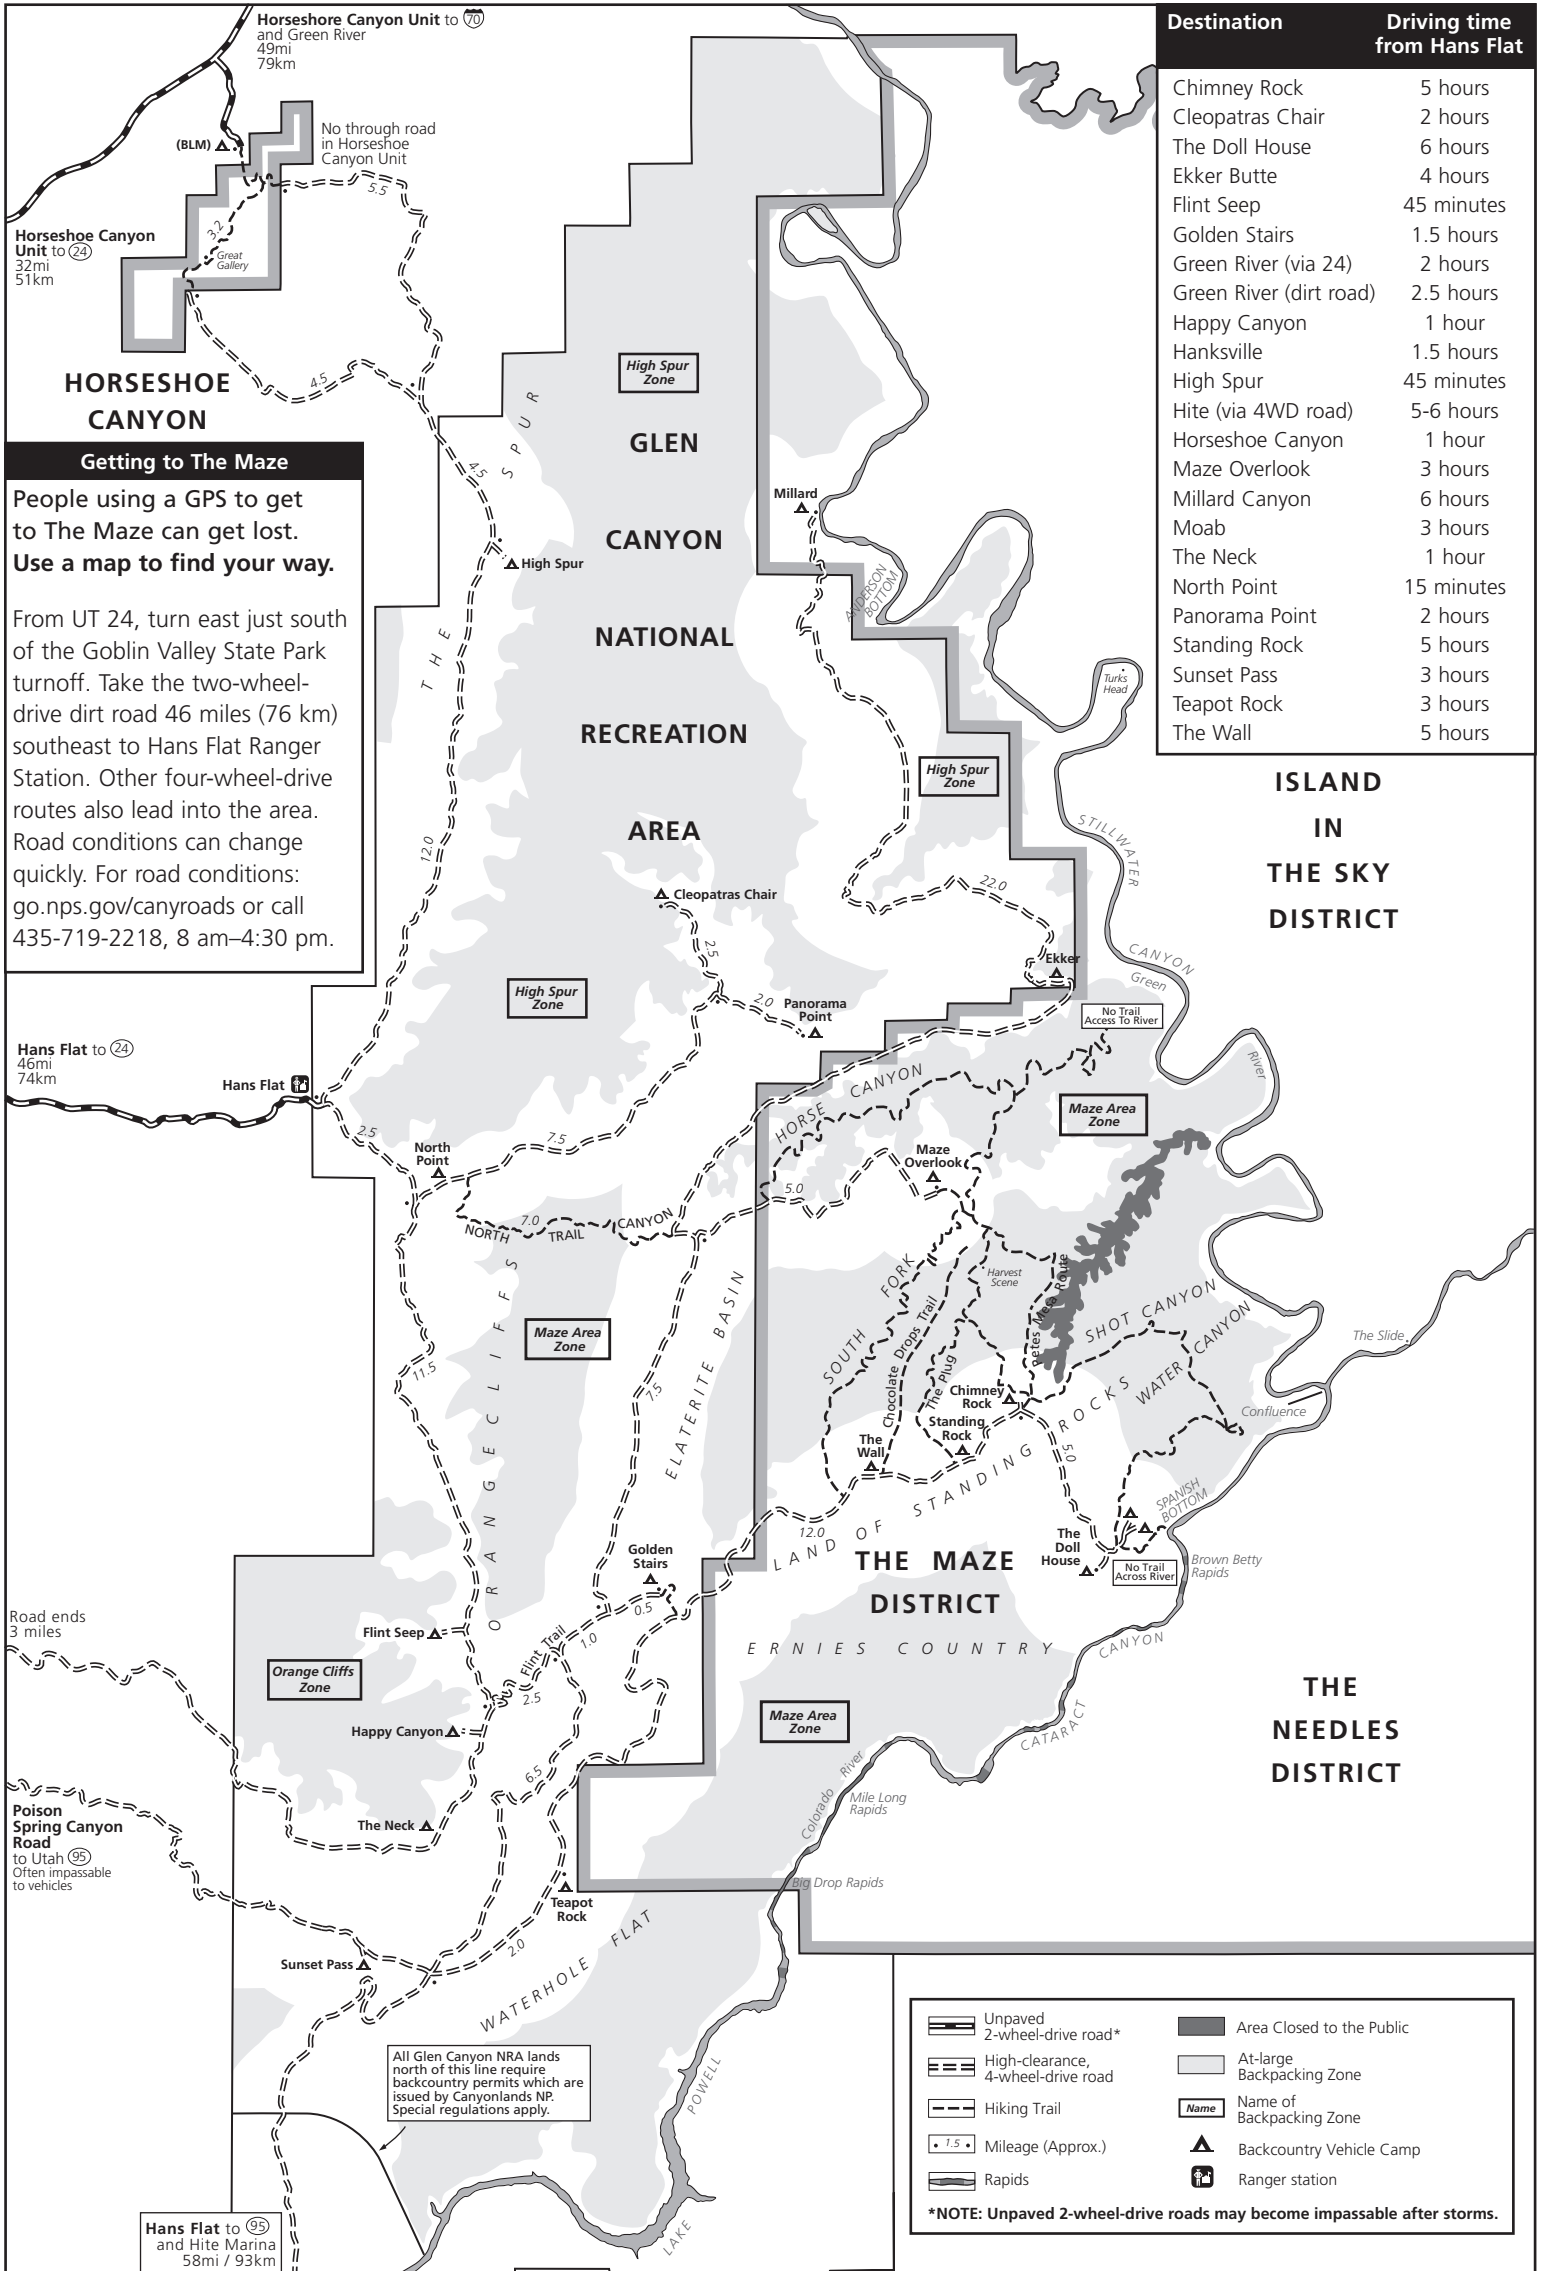 Horseshore Canyon Unit to 70
and Green River
49mi
79km
(BLM)
No through road
in Horseshoe
Canyon Unit
5.5
3.2
Great
Gallery
Horseshoe Canyon
Unit to 24
32mi
51km
4.5
HORSESHOE
CANYON
Getting to The Maze
People using a GPS to get
to The Maze can get lost.
Use a map to find your way.
From UT 24, turn east just south
of the Goblin Valley State Park
turnoff. Take the two-wheel-
drive dirt road 46 miles (76 km)
southeast to Hans Flat Ranger
Station. Other four-wheel-drive
routes also lead into the area.
Road conditions can change
quickly. For road conditions:
go.nps.gov/canyroads or call
435-719-2218, 8 am–4:30 pm.
Destination Driving time
from Hans Flat
Chimney Rock 5 hours
Cleopatras Chair 2 hours
The Doll House 6 hours
Ekker Butte 4 hours
Flint Seep 45 minutes
Golden Stairs 1.5 hours
Green River (via 24) 2 hours
Green River (dirt road) 2.5 hours
Happy Canyon 1 hour
Hanksville 1.5 hours
High Spur 45 minutes
Hite (via 4WD road) 5-6 hours
Horseshoe Canyon 1 hour
Maze Overlook 3 hours
Millard Canyon 6 hours
Moab 3 hours
The Neck 1 hour
North Point 15 minutes
Panorama Point 2 hours
Standing Rock 5 hours
Sunset Pass 3 hours
Teapot Rock 3 hours
The Wall 5 hours
High Spur
Zone
GLEN
CANYON
NATIONAL
RECREATION
AREA
THE SPUR
4.5
High Spur
12.0
Millard
ANDERSON
BOTTOM
Turks
Head
High Spur
Zone
ISLAND
IN
THE SKY
DISTRICT
STILLWATER
CANYON
Green
River
22.0
Ekker
Cleopatras Chair
2.5
2.0
Panorama
Point
High Spur
Zone
No Trail
Access To River
Hans Flat to 24
46mi
74km
Hans Flat
2.5
North
Point
7.5
HORSE CANYON
Maze Area
Zone
Maze
Overlook
5.0
7.0
NORTH TRAIL CANYON
Harvest
Scene
Petes Mesa Route
SHOT CANYON
WATER CANYON
The Slide
Confluence
SOUTH FORK
Chocolate Drops Trail
The Plug
Maze Area
Zone
11.5
ORANGE CLIFFS
7.5
ELATERITE BASIN
Chimney
Rock
Standing
Rock
The
Wall
5.0
LAND OF STANDING ROCKS
12.0
SPANISH
BOTTOM
The
Doll
House
No Trail
Across River
Brown Betty
Rapids
THE MAZE
DISTRICT
Golden
Stairs
0.5
1.0
Flint Trail
2.5
Flint Seep
Road ends
3 miles
ERNIES COUNTRY
CATARACT CANYON
Orange Cliffs
Zone
Maze Area
Zone
THE
NEEDLES
DISTRICT
Happy Canyon
6.5
Colorado River
Mile Long
Rapids
Poison
Spring Canyon
Road
to Utah 95
Often impassable
to vehicles
The Neck
Big Drop Rapids
Teapot
Rock
2.0
Sunset Pass
WATERHOLE FLAT
All Glen Canyon NRA lands
north of this line require
backcountry permits which are
issued by Canyonlands NP.
Special regulations apply.
LAKE POWELL
Hans Flat to 95
and Hite Marina
58mi / 93km
Unpaved
2-wheel-drive road*
High-clearance,
4-wheel-drive road
Hiking Trail
1.5 Mileage (Approx.)
Rapids
Area Closed to the Public
At-large
Backpacking Zone
Name Name of
Backpacking Zone
Backcountry Vehicle Camp
Ranger station
*NOTE: Unpaved 2-wheel-drive roads may become impassable after storms.